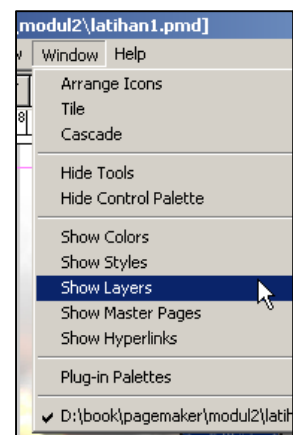 modul2\latihan1.pmd]
Window Help
Arrange Icons
Tile
Cascade
Hide Tools
Hide Control Palette
Show Colors
Show Styles
Show Layers
Show Master Pages
Show Hyperlinks
Plug-in Palettes
✔ D:\book\pagemaker\modul2\latih